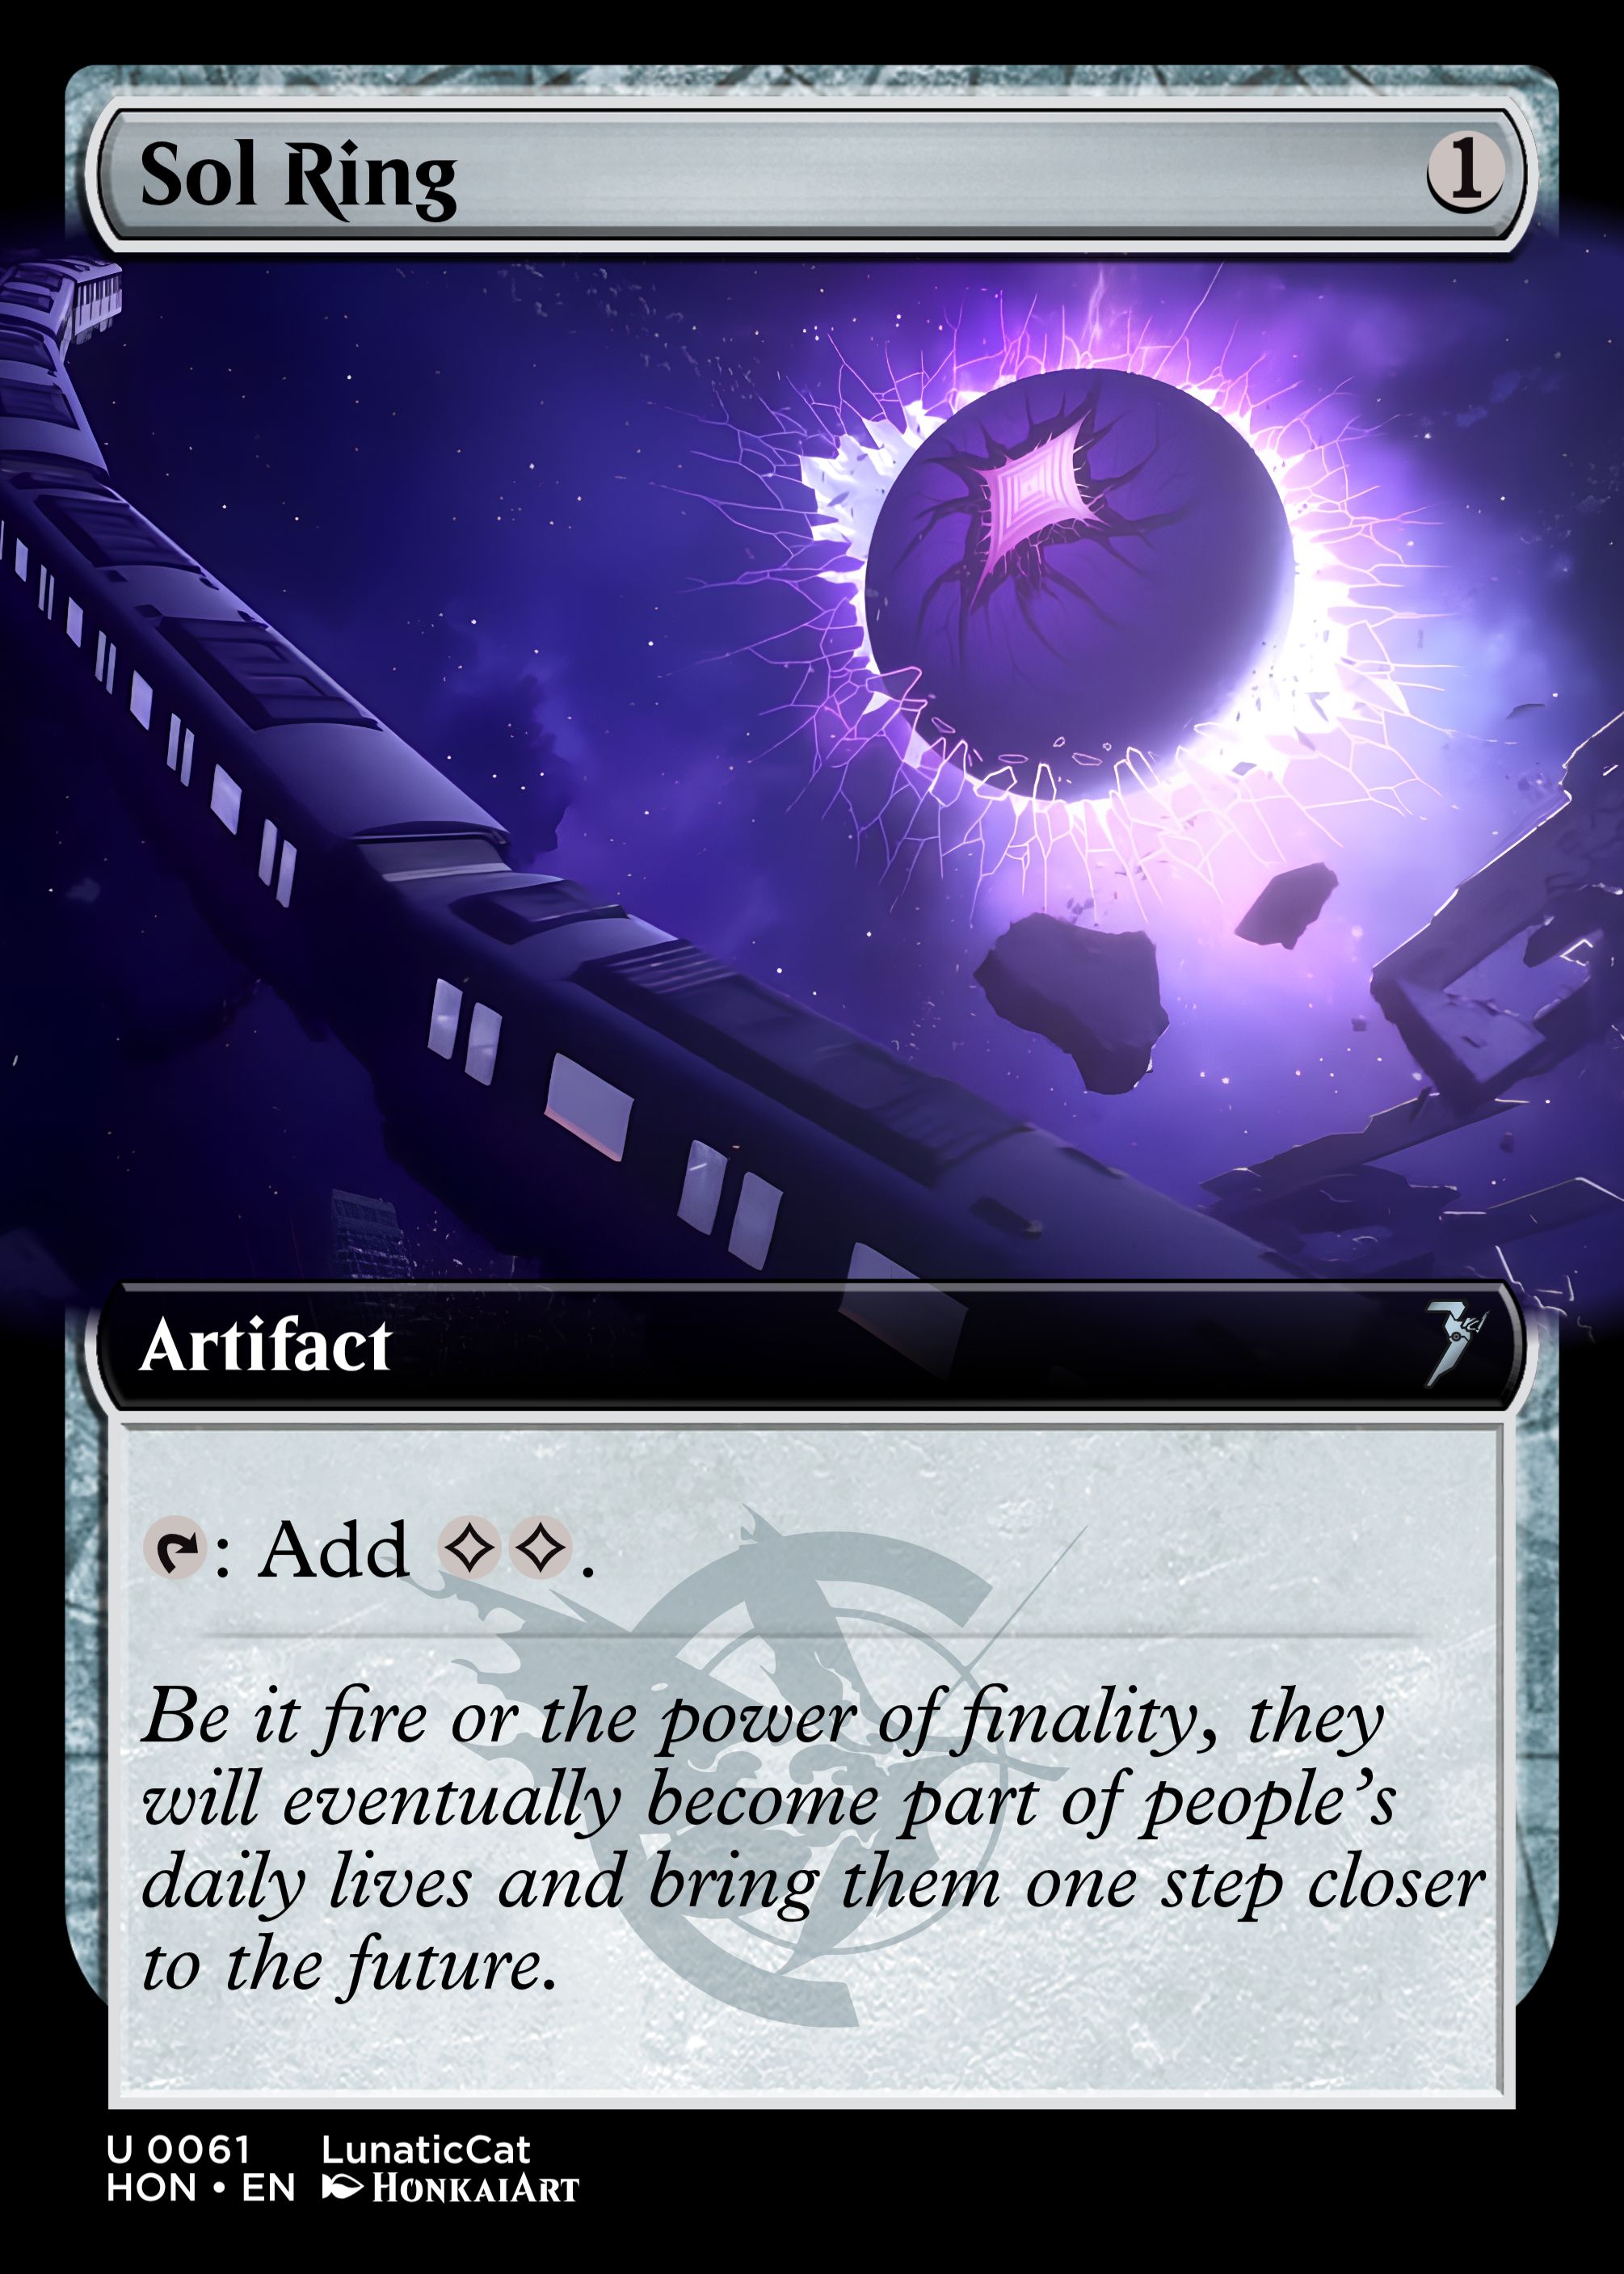 Sol Ring 1
Artifact
: Add .
Be it fire or the power of finality, they
will eventually become part of people's
daily lives and bring them one step closer
to the future.
U 0061 LunaticCat
HON • EN HONKAIART